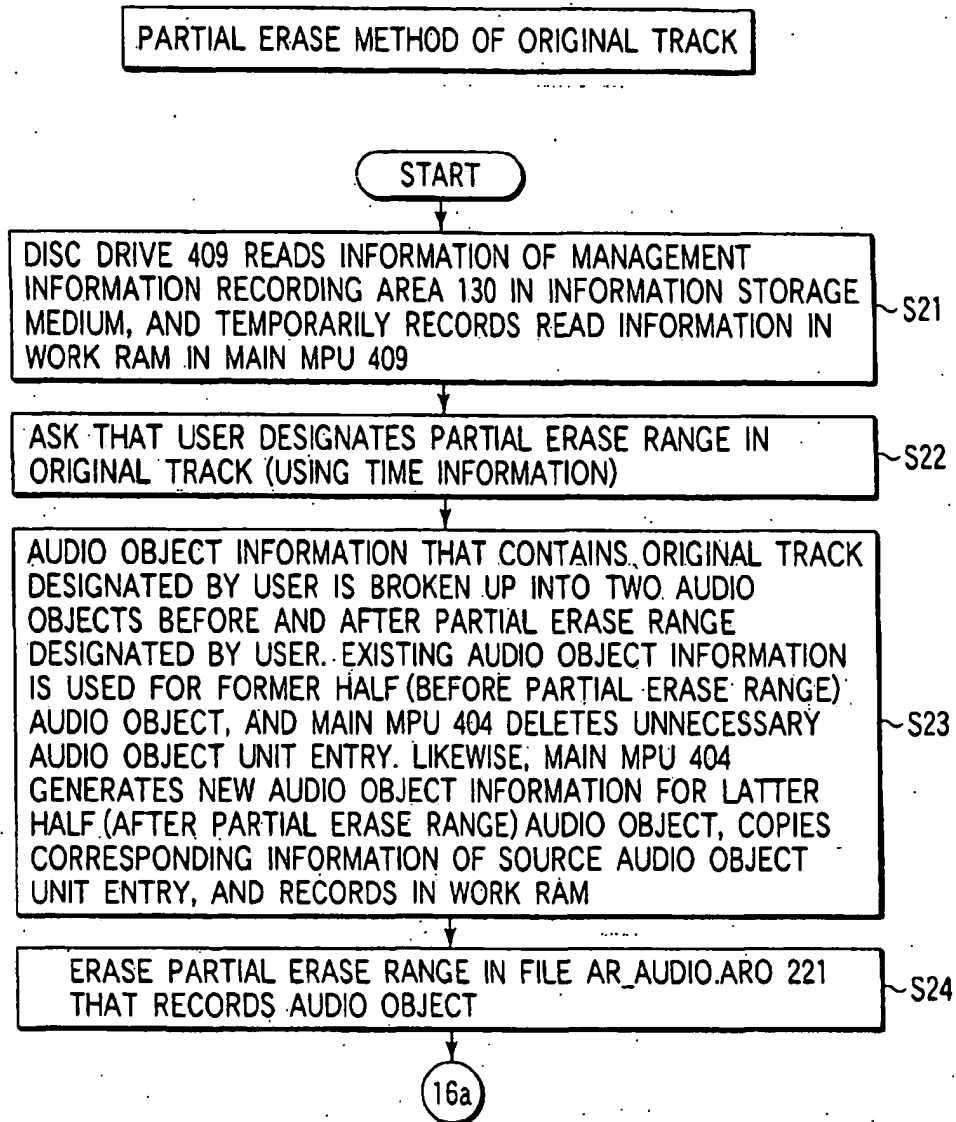 PARTIAL ERASE METHOD OF ORIGINAL TRACK
START
DISC DRIVE 409 READS INFORMATION OF MANAGEMENT
INFORMATION RECORDING AREA 130 IN INFORMATION STORAGE
MEDIUM, AND TEMPORARILY RECORDS READ INFORMATION IN
WORK RAM IN MAIN MPU 409
S21
ASK THAT USER DESIGNATES PARTIAL ERASE RANGE IN
ORIGINAL TRACK (USING TIME INFORMATION)
S22
AUDIO OBJECT INFORMATION THAT CONTAINS ORIGINAL TRACK
DESIGNATED BY USER IS BROKEN UP INTO TWO AUDIO
OBJECTS BEFORE AND AFTER PARTIAL ERASE RANGE
DESIGNATED BY USER. EXISTING AUDIO OBJECT INFORMATION
IS USED FOR FORMER HALF (BEFORE PARTIAL ERASE RANGE)
AUDIO OBJECT, AND MAIN MPU 404 DELETES UNNECESSARY
AUDIO OBJECT UNIT ENTRY. LIKEWISE, MAIN MPU 404
GENERATES NEW AUDIO OBJECT INFORMATION FOR LATTER
HALF (AFTER PARTIAL ERASE RANGE) AUDIO OBJECT, COPIES
CORRESPONDING INFORMATION OF SOURCE AUDIO OBJECT
UNIT ENTRY, AND RECORDS IN WORK RAM
S23
ERASE PARTIAL ERASE RANGE IN FILE AR_AUDIO.ARO 221
THAT RECORDS AUDIO OBJECT
S24
16a